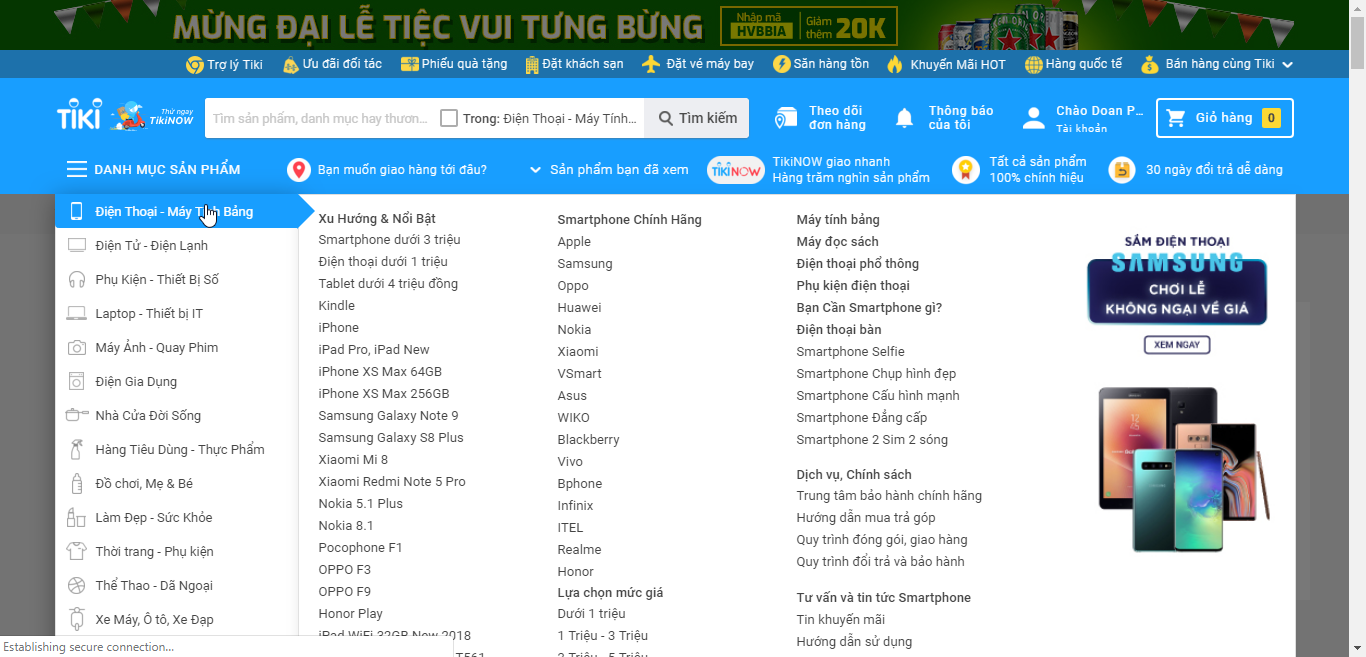 MỪNG ĐẠI LỄ TIỆC VUI TƯNG BỪNG
Nhập mã
HVBBIA
Giảm
thêm 20K
Trợ lý Tiki
Ưu đãi đối tác
Phiếu quà tặng
Đặt khách sạn
Đặt vé máy bay
Săn hàng tồn
Khuyến Mãi HOT
Hàng quốc tế
Bán hàng cùng Tiki
TIKI
Thử ngay
TikiNOW
Tìm sản phẩm, danh mục hay thươn...
Trong: Điện Thoại - Máy Tính...
Tìm kiếm
Theo dõi
đơn hàng
Thông báo
của tôi
Chào Doan P...
Tài khoản
Giỏ hàng 0
DANH MỤC SẢN PHẨM
Bạn muốn giao hàng tới đâu?
Sản phẩm bạn đã xem
TIKINOW
TikiNOW giao nhanh
Hàng trăm nghìn sản phẩm
Tất cả sản phẩm
100% chính hiệu
30 ngày đổi trả dễ dàng
Điện Thoại - Máy Tính Bảng
Điện Tử - Điện Lạnh
Phụ Kiện - Thiết Bị Số
Laptop - Thiết bị IT
Máy Ảnh - Quay Phim
Điện Gia Dụng
Nhà Cửa Đời Sống
Hàng Tiêu Dùng - Thực Phẩm
Đồ chơi, Mẹ & Bé
Làm Đẹp - Sức Khỏe
Thời trang - Phụ kiện
Thể Thao - Dã Ngoại
Xe Máy, Ô tô, Xe Đạp
Xu Hướng & Nổi Bật
Smartphone dưới 3 triệu
Điện thoại dưới 1 triệu
Tablet dưới 4 triệu đồng
Kindle
iPhone
iPad Pro, iPad New
iPhone XS Max 64GB
iPhone XS Max 256GB
Samsung Galaxy Note 9
Samsung Galaxy S8 Plus
Xiaomi Mi 8
Xiaomi Redmi Note 5 Pro
Nokia 5.1 Plus
Nokia 8.1
Pocophone F1
OPPO F3
OPPO F9
Honor Play
iPad WiFi 32GB New 2018
T561
Smartphone Chính Hãng
Apple
Samsung
Oppo
Huawei
Nokia
Xiaomi
VSmart
Asus
WIKO
Blackberry
Vivo
Bphone
Infinix
ITEL
Realme
Honor
Lựa chọn mức giá
Dưới 1 triệu
1 Triệu - 3 Triệu
3 Triệu - 5 Triệu
Máy tính bảng
Máy đọc sách
Điện thoại phổ thông
Phụ kiện điện thoại
Bạn Cần Smartphone gì?
Điện thoại bàn
Smartphone Selfie
Smartphone Chụp hình đẹp
Smartphone Cấu hình mạnh
Smartphone Đẳng cấp
Smartphone 2 Sim 2 sóng
Dịch vụ, Chính sách
Trung tâm bảo hành chính hãng
Hướng dẫn mua trả góp
Quy trình đóng gói, giao hàng
Quy trình đổi trả và bảo hành
Tư vấn và tin tức Smartphone
Tin khuyến mãi
Hướng dẫn sử dụng
SẮM ĐIỆN THOẠI
SAMSUNG
CHƠI LỄ
KHÔNG NGẠI VỀ GIÁ
XEM NGAY
Establishing secure connection...